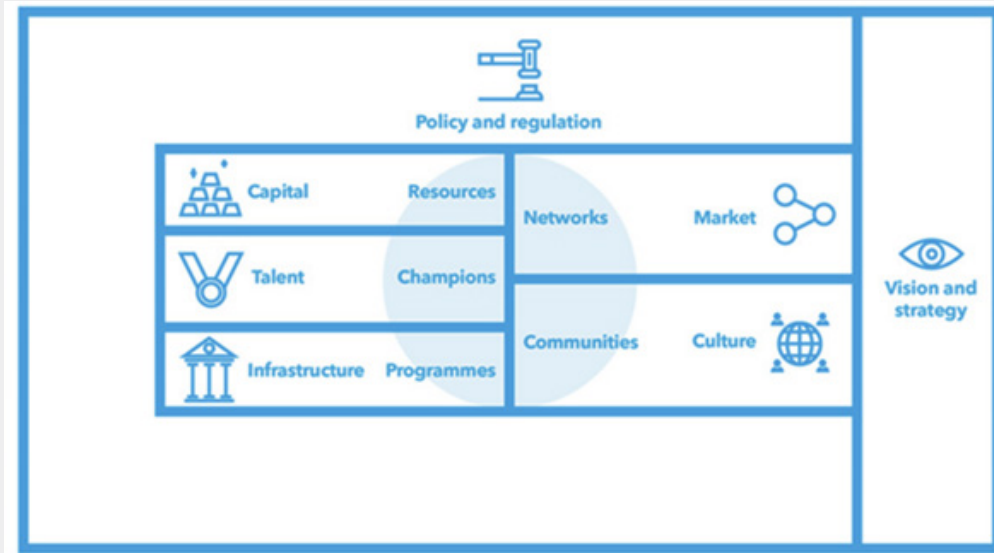 Policy and regulation
Capital
Resources
Talent
Champions
Infrastructure
Programmes
Networks
Market
Communities
Culture
Vision and
strategy